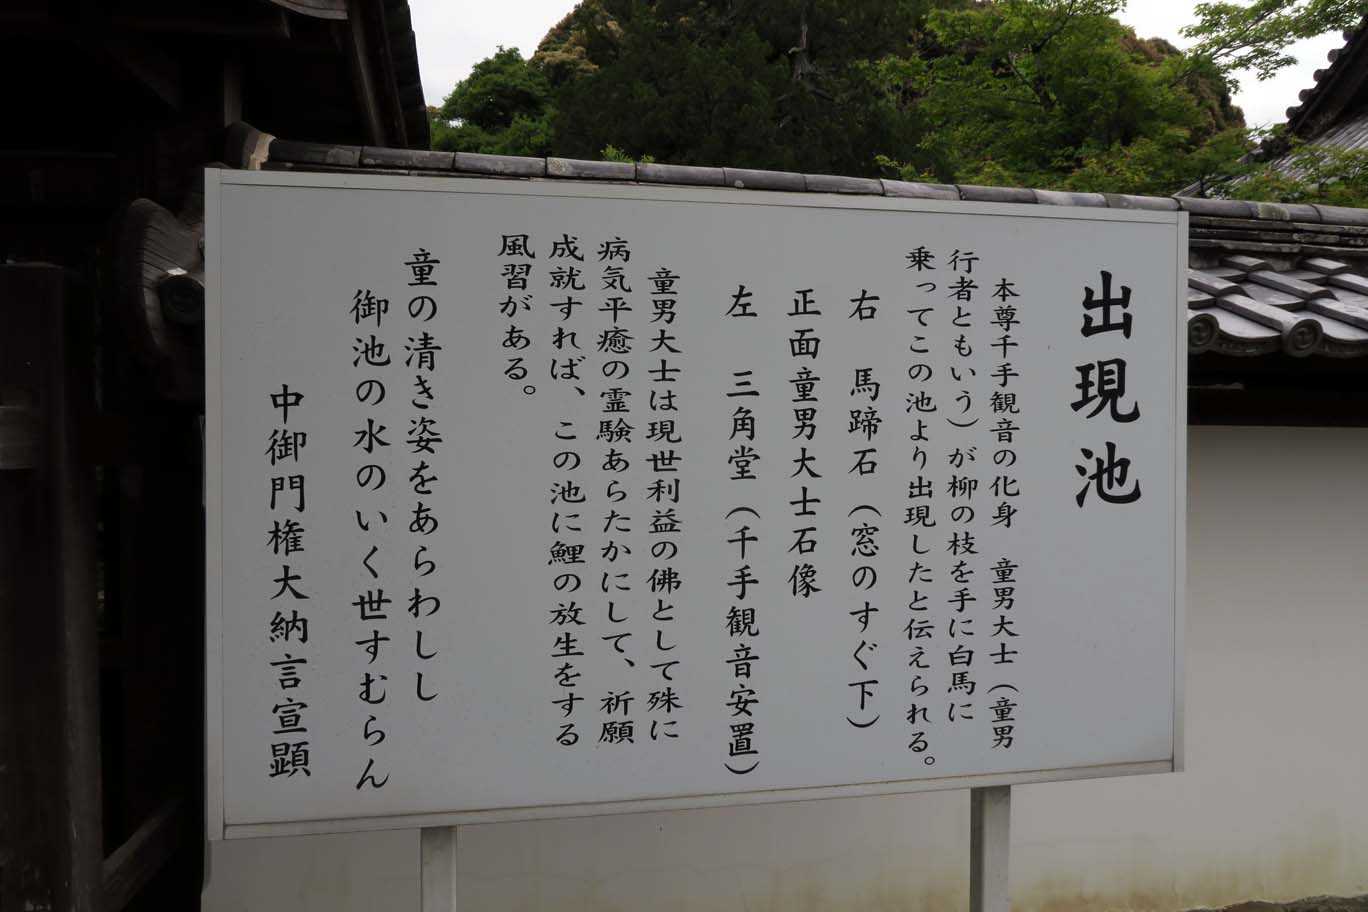 出現池
本尊千手観音の化身　童男大士（童男
行者ともいう）が柳の枝を手に白馬に
乗ってこの池より出現したと伝えられる。
右　馬蹄石（窓のすぐ下）
正面童男大士石像
左　三角堂（千手観音安置）
童男大士は現世利益の佛として殊に
病気平癒の霊験あらたかにして、祈願
成就すれば、この池に鯉の放生をする
風習がある。
童の清き姿をあらわしし
御池の水のいく世すむらん
中御門権大納言宣顕